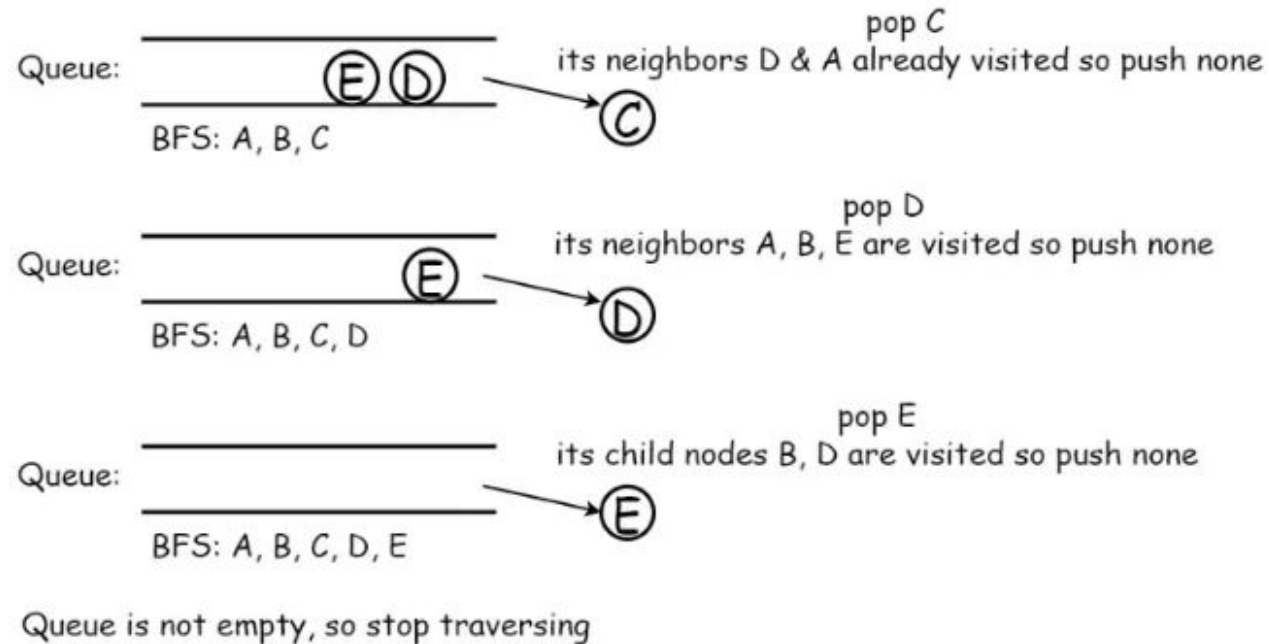 pop C
its neighbors D & A already visited so push none
Queue:
E D
C
BFS: A, B, C
pop D
its neighbors A, B, E are visited so push none
Queue:
E
D
BFS: A, B, C, D
pop E
its child nodes B, D are visited so push none
Queue:
E
BFS: A, B, C, D, E
Queue is not empty, so stop traversing